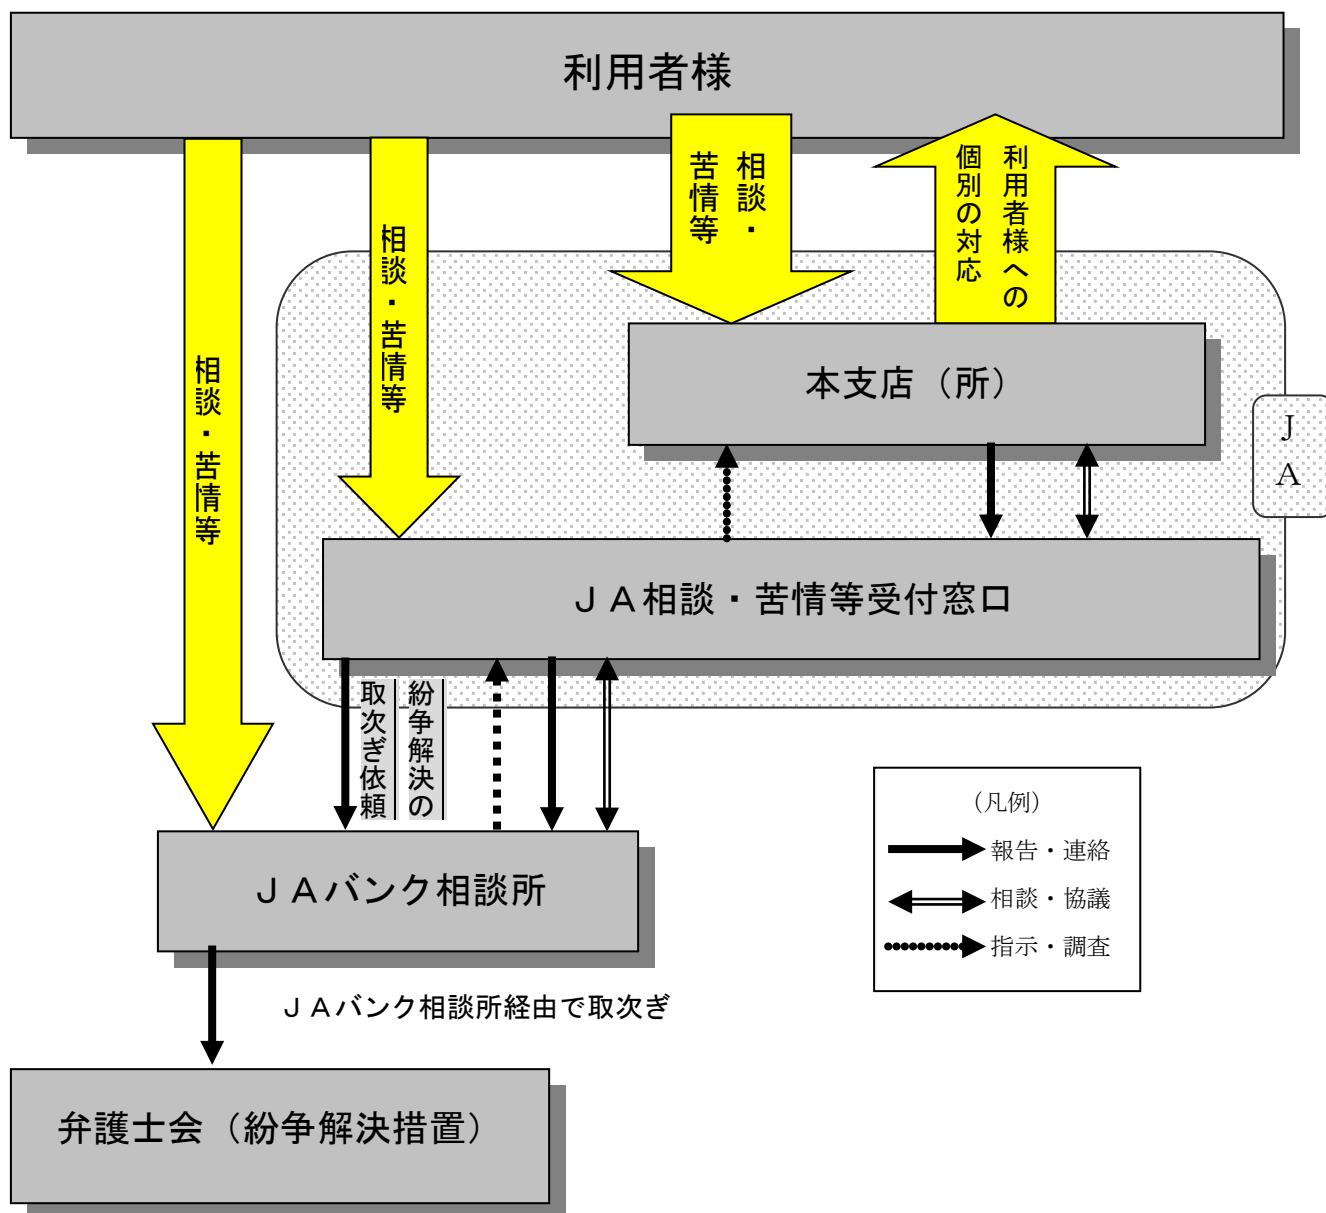 利用者様
相談・
苦情等
利用者様への
個別の対応
相談・苦情等
相談・苦情等
本支店（所）
J
A
ＪＡ相談・苦情等受付窓口
紛争解決の
取次ぎ依頼
（凡例）
報告・連絡
相談・協議
指示・調査
ＪＡバンク相談所
ＪＡバンク相談所経由で取次ぎ
弁護士会（紛争解決措置）